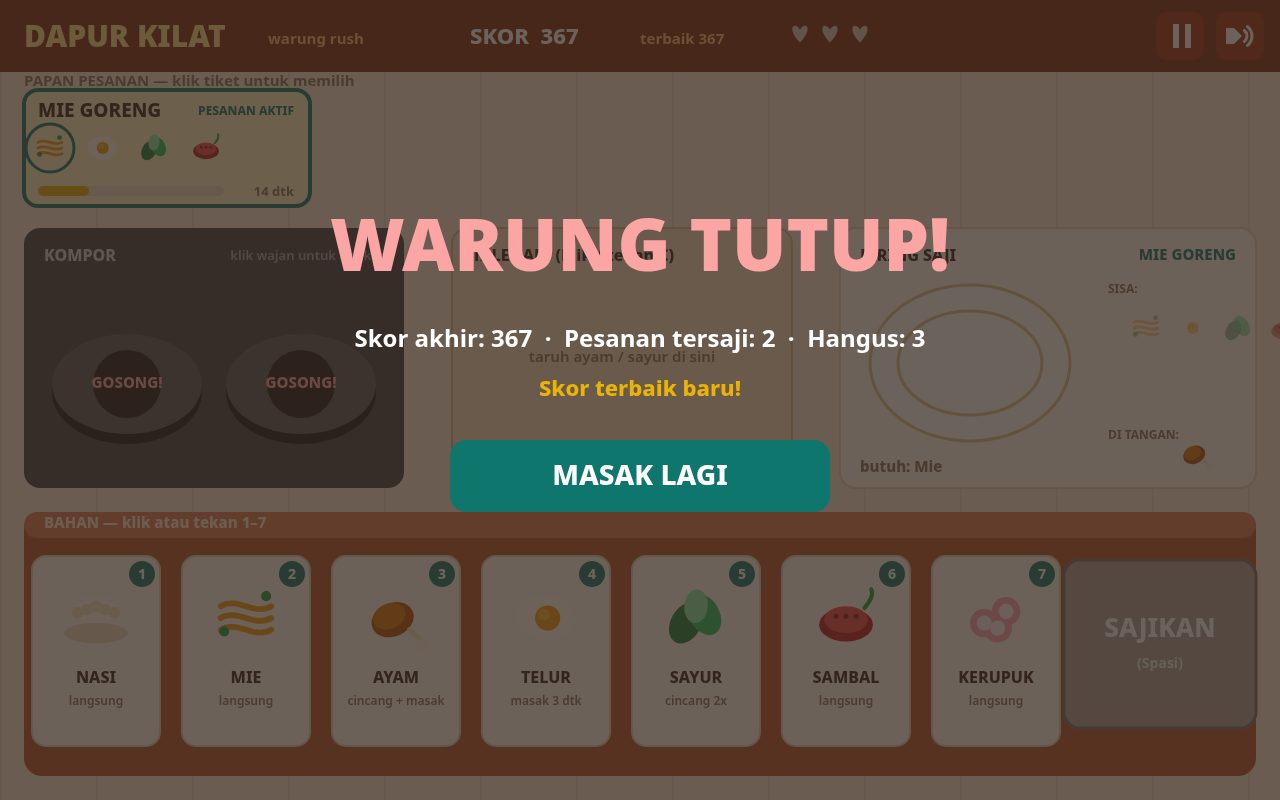 DAPUR KILAT
warung rush
SKOR 367
terbaik 367
PAPAN PESANAN — klik tiket untuk memilih
MIE GORENG
PESANAN AKTIF
14 dtk
WARUNG TUTUP!
KOMPOR
klik wajan untuk
PIRING SAJI
MIE GORENG
SISA:
GOSONG!
GOSONG!
Skor akhir: 367 · Pesanan tersaji: 2 · Hangus: 3
taruh ayam / sayur di sini
Skor terbaik baru!
DI TANGAN:
butuh: Mie
MASAK LAGI
BAHAN — klik atau tekan 1–7
1
2
3
4
5
6
7
NASI
langsung
MIE
langsung
AYAM
cincang + masak
TELUR
masak 3 dtk
SAYUR
cincang 2x
SAMBAL
langsung
KERUPUK
langsung
SAJIKAN
(Spasi)